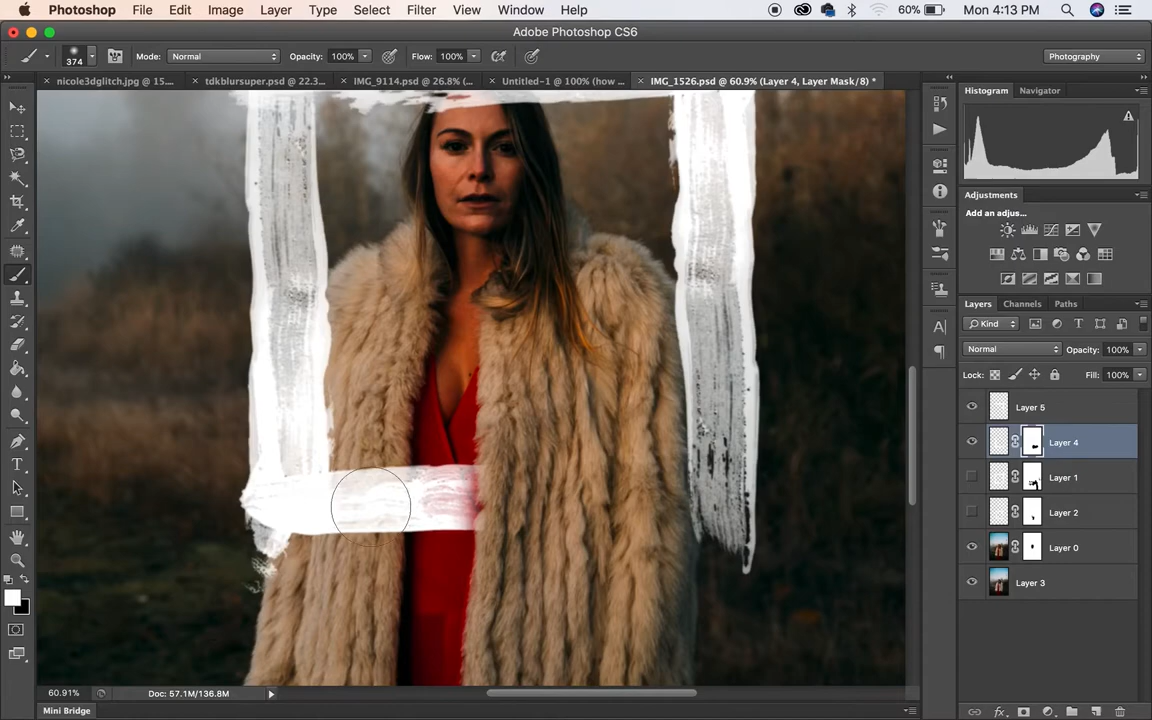 Photoshop File Edit Image Layer Type Select Filter View Window Help 60% Mon 4:13 PM
Adobe Photoshop CS6
374 Mode: Normal Opacity: 100% Flow: 100% Photography
nicole3dglitch.jpg @ 15.... tdkblursuper.psd @ 22.3... IMG_9114.psd @ 26.8% (... Untitled-1 @ 100% (how ... IMG_1526.psd @ 60.9% (Layer 4, Layer Mask/8) *
Histogram Navigator
Adjustments
Add an adjus...
Layers Channels Paths
Kind
Normal Opacity: 100%
Lock: Fill: 100%
Layer 5
Layer 4
Layer 1
Layer 2
Layer 0
Layer 3
60.91% Doc: 57.1M/136.8M
Mini Bridge
fx